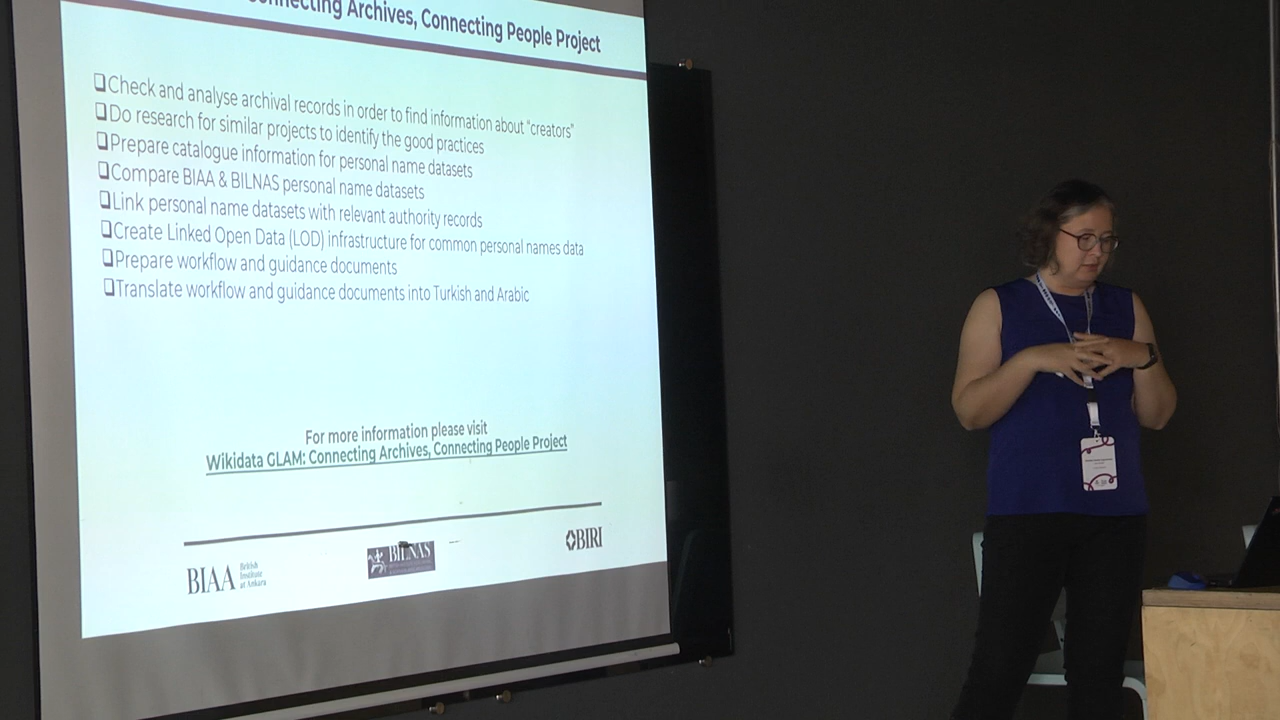 Connecting Archives, Connecting People Project
❑Check and analyse archival records in order to find information about "creators"
❑Do research for similar projects to identify the good practices
❑Prepare catalogue information for personal name datasets
❑Compare BIAA & BILNAS personal name datasets
❑Link personal name datasets with relevant authority records
❑Create Linked Open Data (LOD) infrastructure for common personal names data
❑Prepare workflow and guidance documents
❑Translate workflow and guidance documents into Turkish and Arabic
For more information please visit
Wikidata GLAM: Connecting Archives, Connecting People Project
BIAA
British
Institute
at Ankara
BILNAS
BIRI